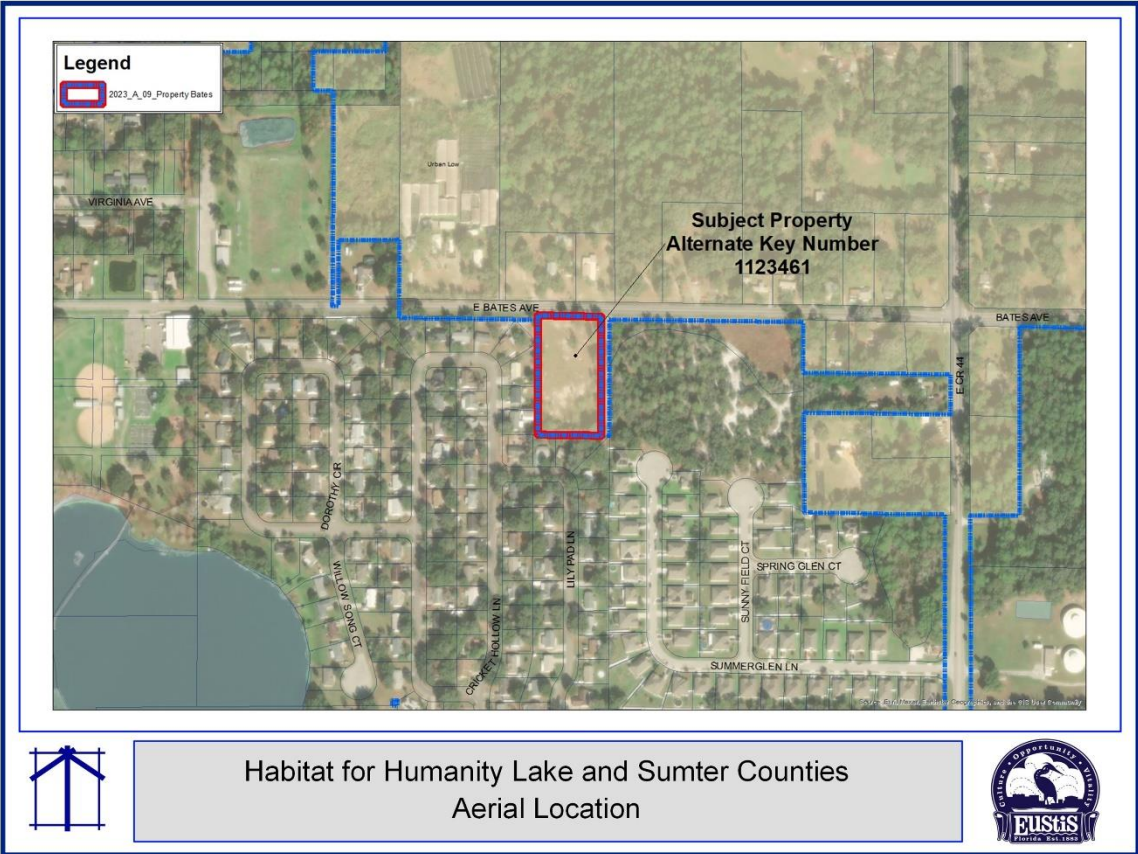 Legend
2023_A_09_Property Bates
Urban Low
VIRGINIA AVE
Subject Property
Alternate Key Number
1123461
E BATES AVE
BATES AVE
E CR 44
DOROTHY CIR
WILLOW SONG CT
CRICKET HOLLOW LN
LILY PAD LN
SUNNY FIELD CT
SPRING GLEN CT
SUMMERGLEN LN
Habitat for Humanity Lake and Sumter Counties
Aerial Location
Culture • Opportunity • Vitality
EUSTIS
Florida Est. 1883